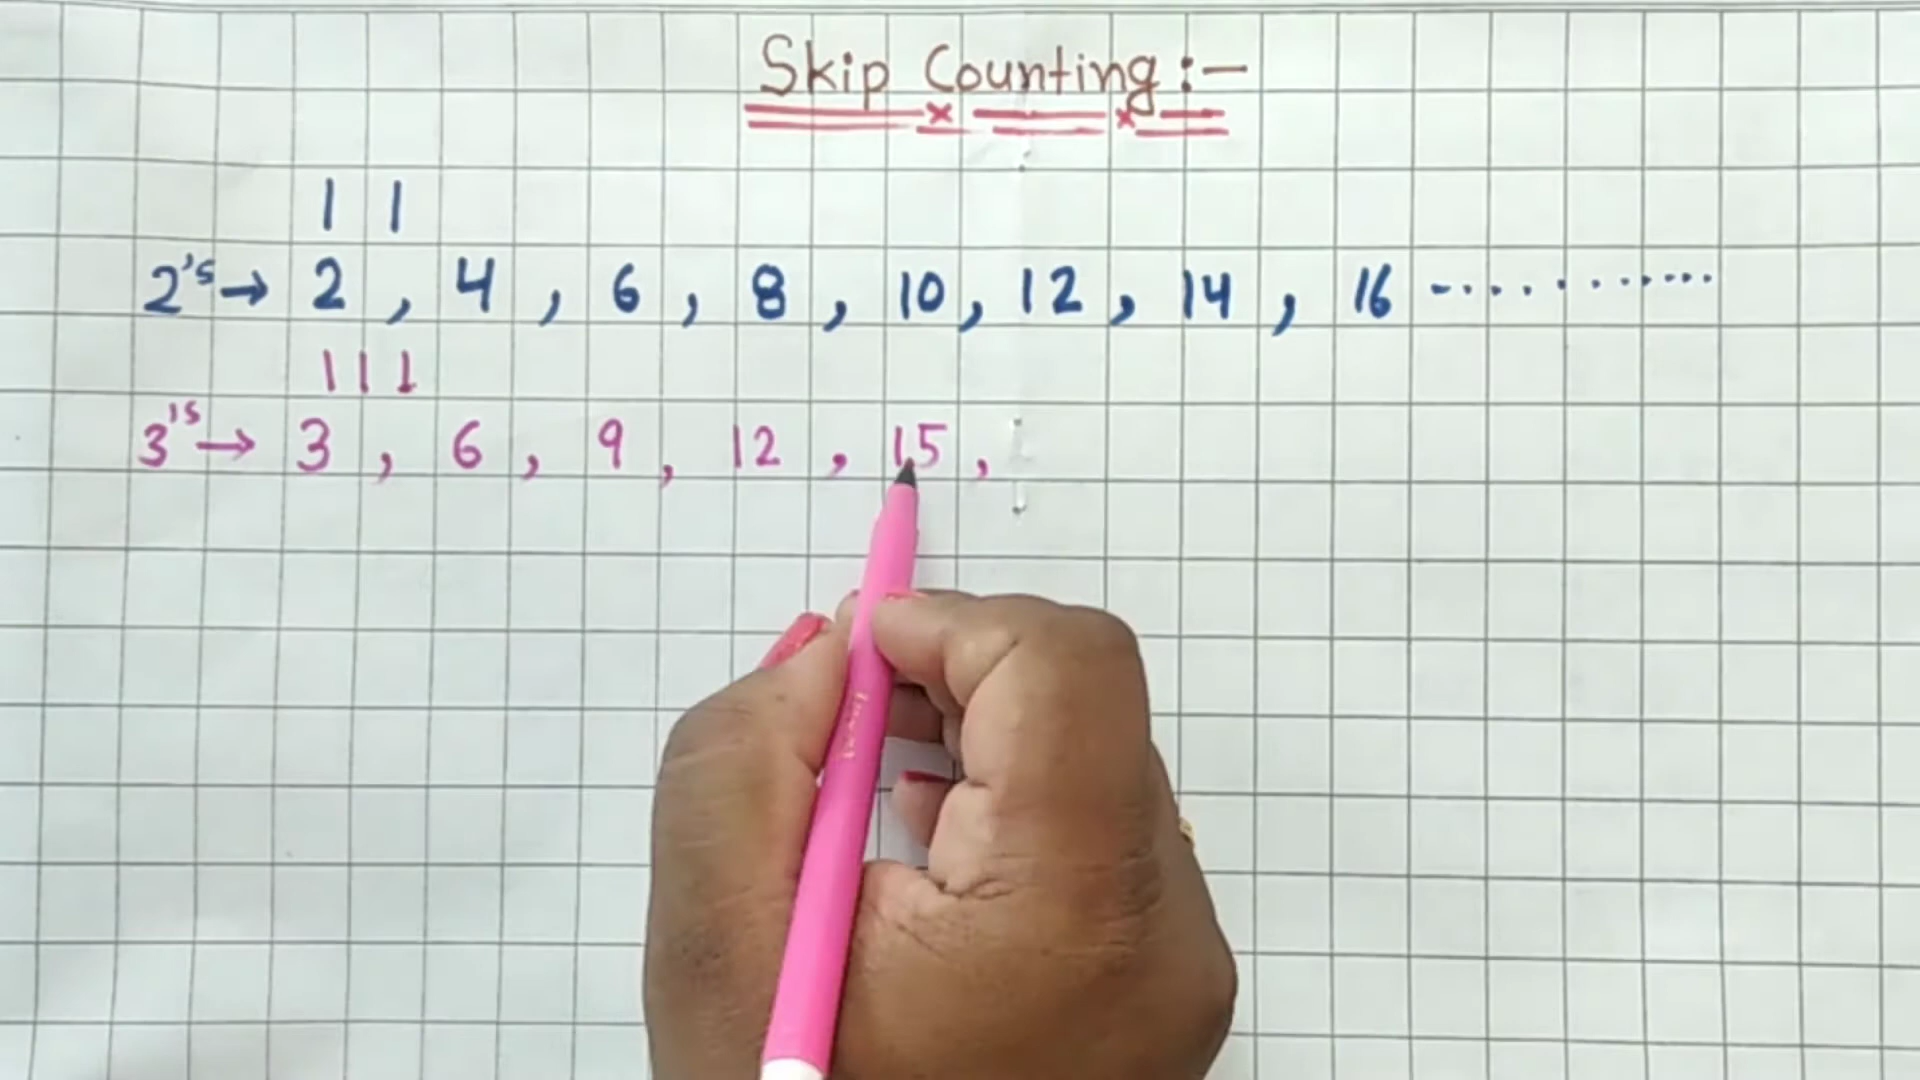 Skip Counting :-
1 1
2's → 2 , 4 , 6 , 8 , 10 , 12 , 14 , 16 -...........
1 1 1
3's → 3 , 6 , 9 , 12 , 15 ,